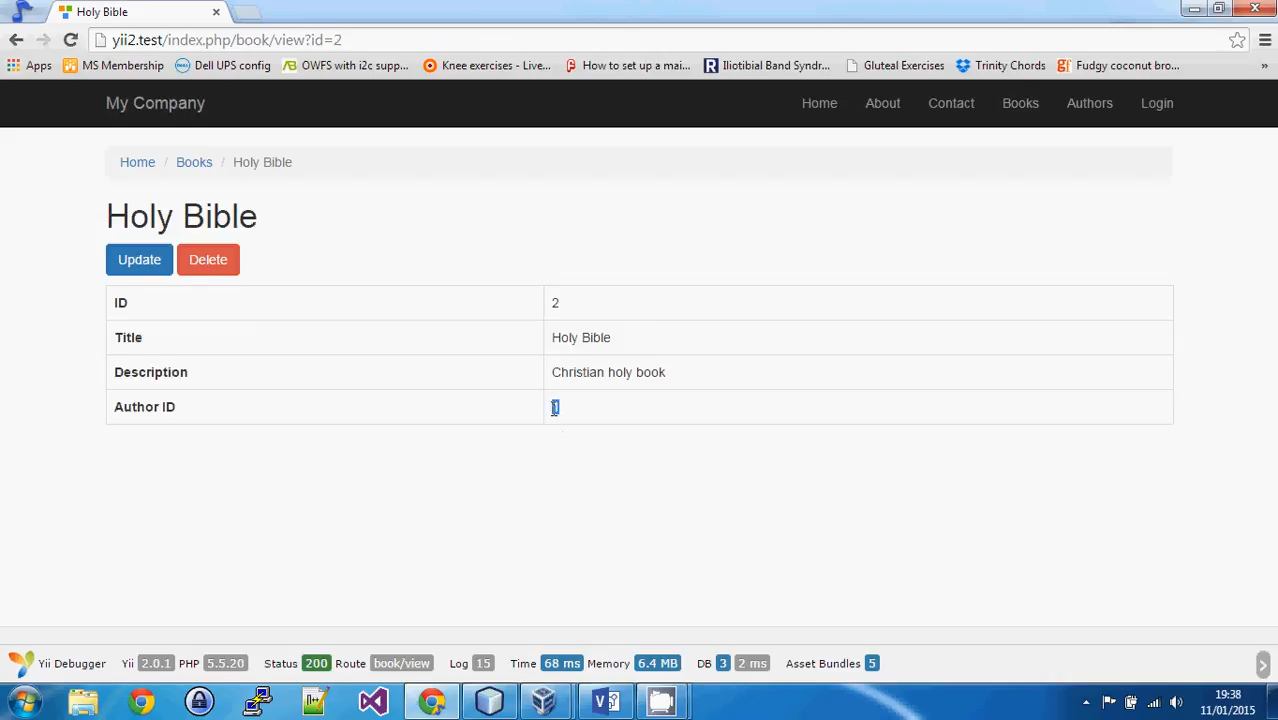 Holy Bible
yii2.test/index.php/book/view?id=2
Apps MS Membership Dell UPS config OWFS with i2c supp... Knee exercises - Live... How to set up a mai... Iliotibial Band Syndr... Gluteal Exercises Trinity Chords Fudgy coconut bro... »
My Company Home About Contact Books Authors Login
Home / Books / Holy Bible
Holy Bible
Update Delete
ID 2
Title Holy Bible
Description Christian holy book
Author ID 1
Yii Debugger Yii 2.0.1 PHP 5.5.20 Status 200 Route book/view Log 15 Time 68 ms Memory 6.4 MB DB 3 2 ms Asset Bundles 5
19:38
11/01/2015